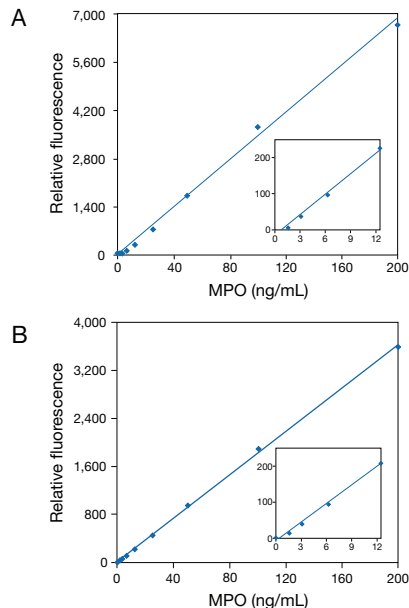 A
7,000
5,600
4,200
2,800
1,400
0
Relative fluorescence
200
100
0
0 3 6 9 12
0 40 80 120 160 200
MPO (ng/mL)
B
4,000
3,200
2,400
1,600
800
0
Relative fluorescence
200
100
0
0 3 6 9 12
0 40 80 120 160 200
MPO (ng/mL)